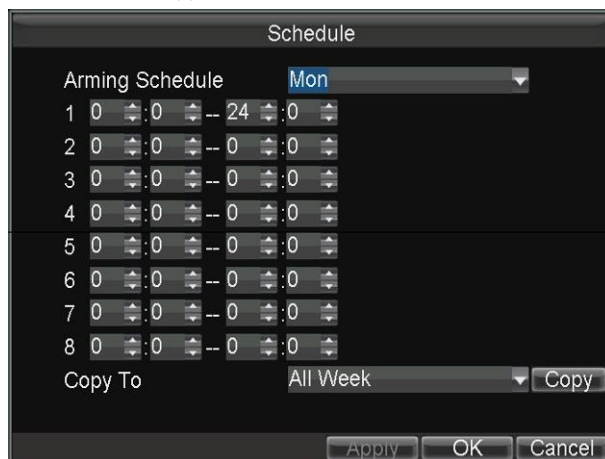 Schedule
Arming Schedule Mon
1 0 :0 -- 24 :0
2 0 :0 -- 0 :0
3 0 :0 -- 0 :0
4 0 :0 -- 0 :0
5 0 :0 -- 0 :0
6 0 :0 -- 0 :0
7 0 :0 -- 0 :0
8 0 :0 -- 0 :0
Copy To All Week Copy
Apply OK Cancel